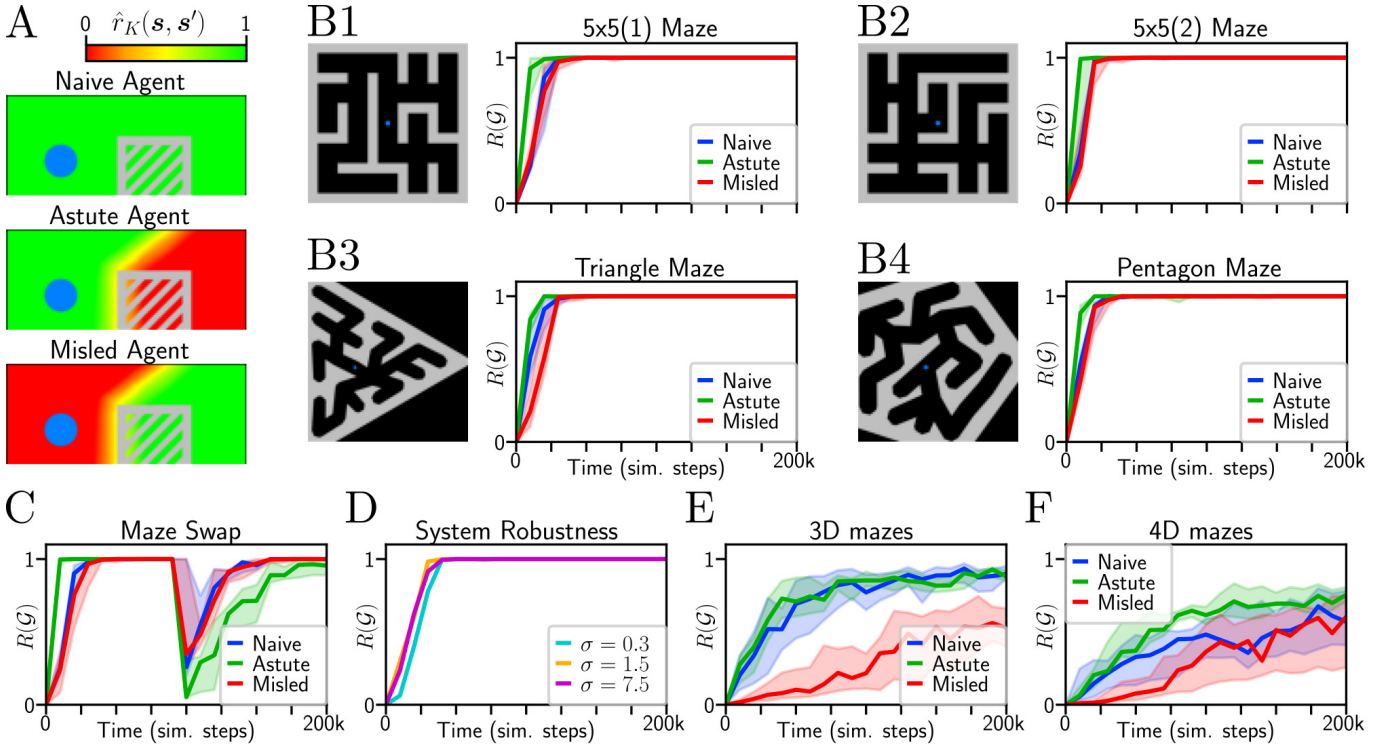 A
0 r̂_K(s, s′) 1
Naive Agent
Astute Agent
Misled Agent
B1
5x5(1) Maze
1
R(𝒢)
0
Naive
Astute
Misled
B2
5x5(2) Maze
1
R(𝒢)
0
Naive
Astute
Misled
B3
Triangle Maze
1
R(𝒢)
0
Naive
Astute
Misled
0 Time (sim. steps) 200k
B4
Pentagon Maze
1
R(𝒢)
0
Naive
Astute
Misled
0 Time (sim. steps) 200k
C
Maze Swap
1
R(𝒢)
0
Naive
Astute
Misled
0 Time (sim. steps) 200k
D
System Robustness
1
R(𝒢)
0
σ = 0.3
σ = 1.5
σ = 7.5
0 Time (sim. steps) 200k
E
3D mazes
1
R(𝒢)
0
Naive
Astute
Misled
0 Time (sim. steps) 200k
F
4D mazes
1
R(𝒢)
0
Naive
Astute
Misled
0 Time (sim. steps) 200k